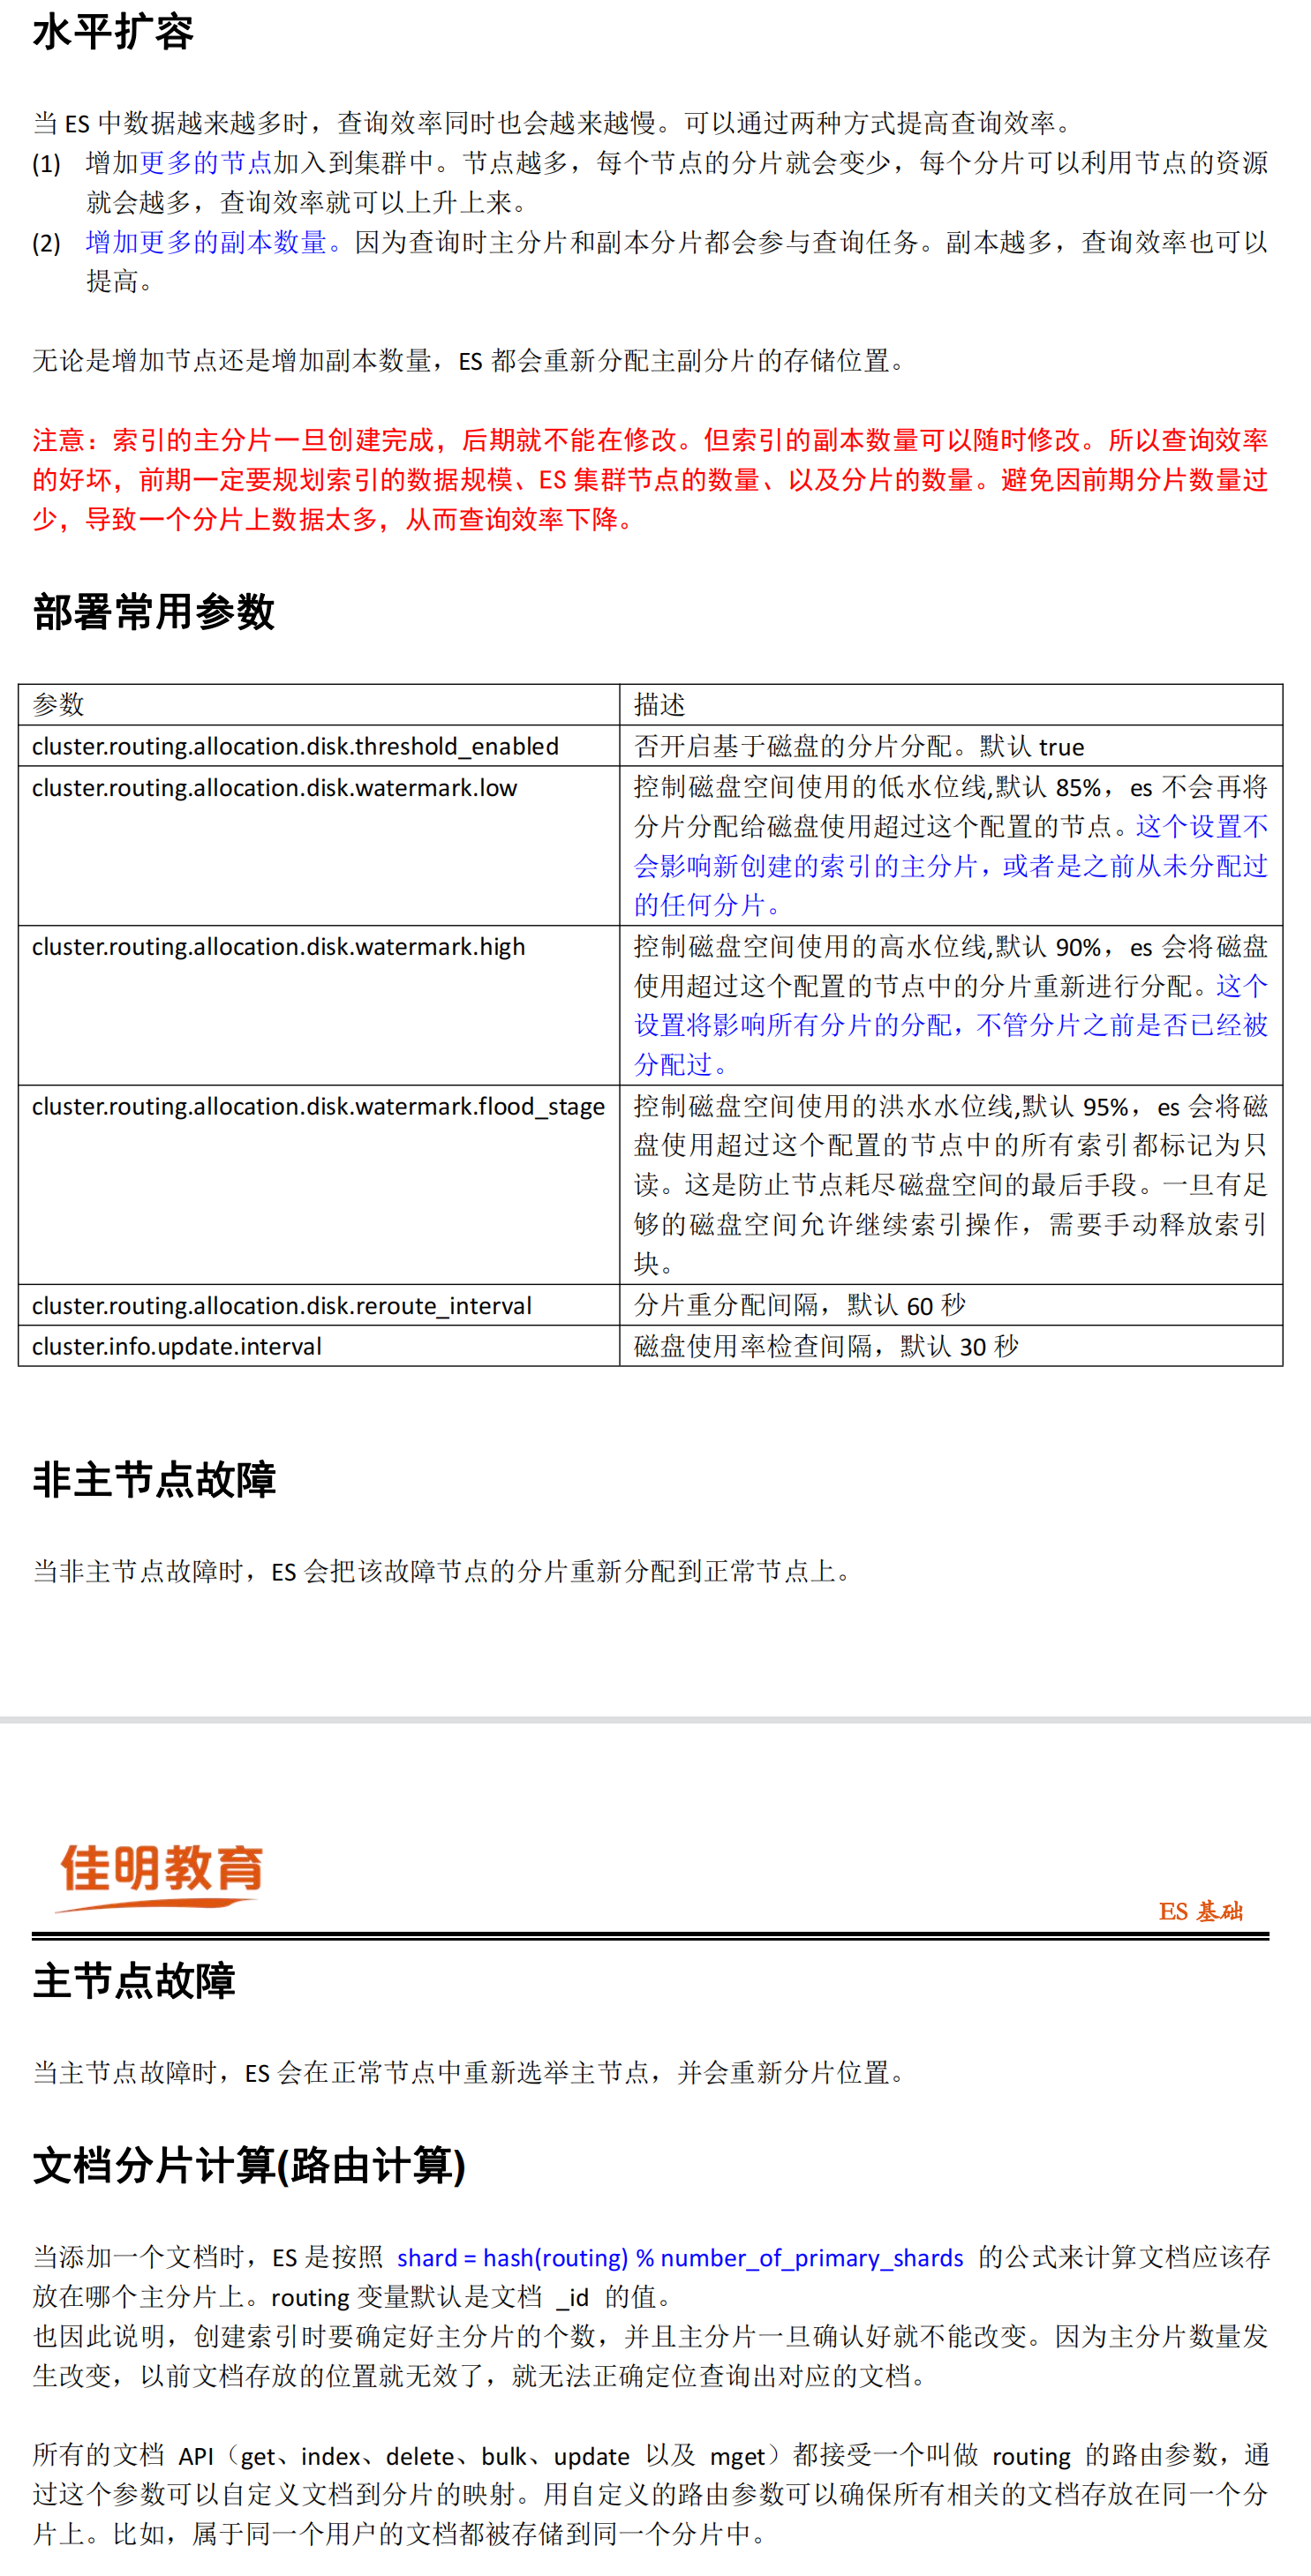 水平扩容
当 ES 中数据越来越多时，查询效率同时也会越来越慢。可以通过两种方式提高查询效率。
(1) 增加更多的节点加入到集群中。节点越多，每个节点的分片就会变少，每个分片可以利用节点的资源
就会越多，查询效率就可以上升上来。
(2) 增加更多的副本数量。因为查询时主分片和副本分片都会参与查询任务。副本越多，查询效率也可以
提高。
无论是增加节点还是增加副本数量，ES 都会重新分配主副分片的存储位置。
注意：索引的主分片一旦创建完成，后期就不能在修改。但索引的副本数量可以随时修改。所以查询效率
的好坏，前期一定要规划索引的数据规模、ES 集群节点的数量、以及分片的数量。避免因前期分片数量过
少，导致一个分片上数据太多，从而查询效率下降。
部署常用参数
参数 描述
cluster.routing.allocation.disk.threshold_enabled 否开启基于磁盘的分片分配。默认 true
cluster.routing.allocation.disk.watermark.low 控制磁盘空间使用的低水位线,默认 85%，es 不会再将
分片分配给磁盘使用超过这个配置的节点。这个设置不
会影响新创建的索引的主分片，或者是之前从未分配过
的任何分片。
cluster.routing.allocation.disk.watermark.high 控制磁盘空间使用的高水位线,默认 90%，es 会将磁盘
使用超过这个配置的节点中的分片重新进行分配。这个
设置将影响所有分片的分配，不管分片之前是否已经被
分配过。
cluster.routing.allocation.disk.watermark.flood_stage 控制磁盘空间使用的洪水水位线,默认 95%，es 会将磁
盘使用超过这个配置的节点中的所有索引都标记为只
读。这是防止节点耗尽磁盘空间的最后手段。一旦有足
够的磁盘空间允许继续索引操作，需要手动释放索引
块。
cluster.routing.allocation.disk.reroute_interval 分片重分配间隔，默认 60 秒
cluster.info.update.interval 磁盘使用率检查间隔，默认 30 秒
非主节点故障
当非主节点故障时，ES 会把该故障节点的分片重新分配到正常节点上。
佳明教育
ES 基础
主节点故障
当主节点故障时，ES 会在正常节点中重新选举主节点，并会重新分片位置。
文档分片计算(路由计算)
当添加一个文档时，ES 是按照 shard = hash(routing) % number_of_primary_shards 的公式来计算文档应该存
放在哪个主分片上。routing 变量默认是文档 _id 的值。
也因此说明，创建索引时要确定好主分片的个数，并且主分片一旦确认好就不能改变。因为主分片数量发
生改变，以前文档存放的位置就无效了，就无法正确定位查询出对应的文档。
所有的文档 API（get、index、delete、bulk、update 以及 mget）都接受一个叫做 routing 的路由参数，通
过这个参数可以自定义文档到分片的映射。用自定义的路由参数可以确保所有相关的文档存放在同一个分
片上。比如，属于同一个用户的文档都被存储到同一个分片中。